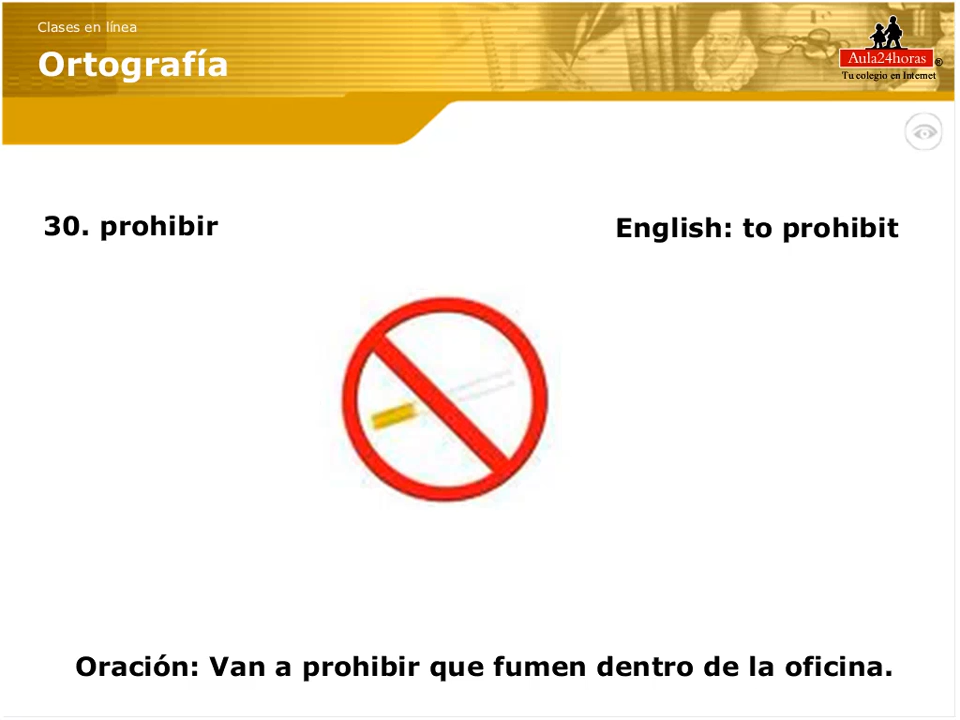 Clases en línea
Ortografía
Aula24horas
®
Tu colegio en Internet
30. prohibir
English: to prohibit
Oración: Van a prohibir que fumen dentro de la oficina.